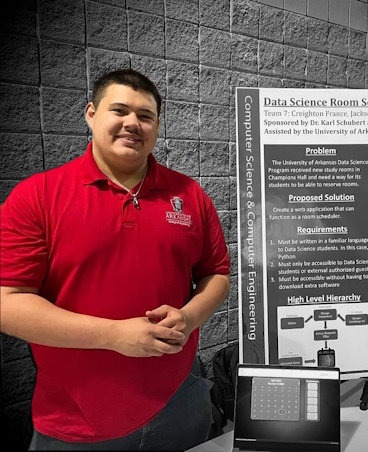 Data Science Room Sc
Team 7: Creighton France, Jacks
Sponsored by Dr. Karl Schubert a
Assisted by the University of Ark
Computer Science & Computer Engineering
Problem
The University of Arkansas Data Science
Program received new study rooms in
Champions Hall and need a way for its
students to be able to reserve rooms.
Proposed Solution
Create a web application that can
function as a room scheduler.
Requirements
1. Must be written in a familiar language
to Data Science students. In this case,
Python
2. Must only be accessible to Data Scien
students or external authorized guest
3. Must be accessible without having to
download extra software
High Level Hierarchy
ARKANSAS